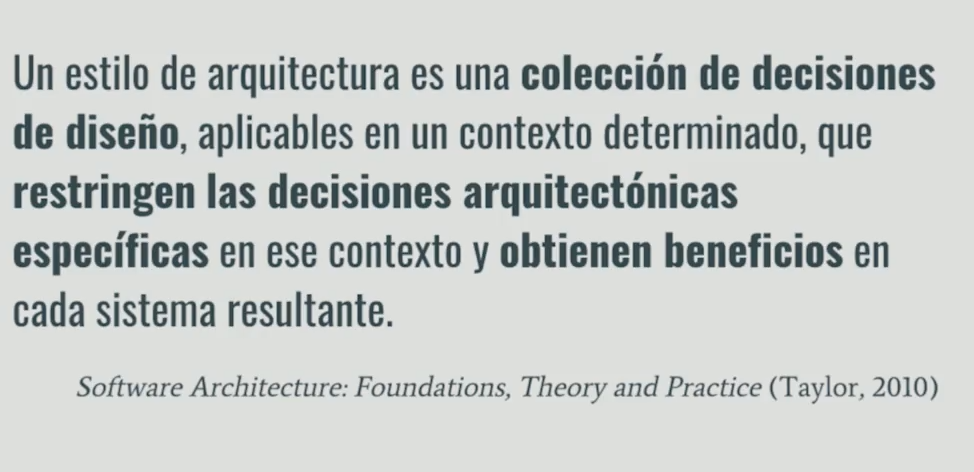 Un estilo de arquitectura es una colección de decisiones
de diseño, aplicables en un contexto determinado, que
restringen las decisiones arquitectónicas
específicas en ese contexto y obtienen beneficios en
cada sistema resultante.
Software Architecture: Foundations, Theory and Practice (Taylor, 2010)